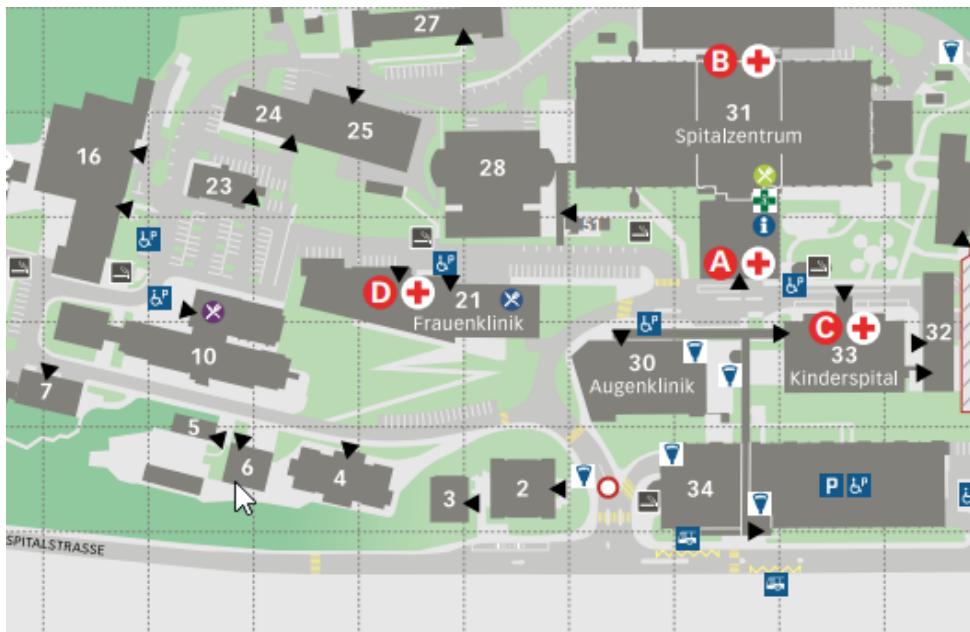 27
B
31
Spitalzentrum
24
25
16
28
23
i
51
A
P
D
21
Frauenklinik
P
P
P
C
33
Kinderspital
32
P
30
Augenklinik
10
7
5
6
4
3
2
34
P
SPITALSTRASSE